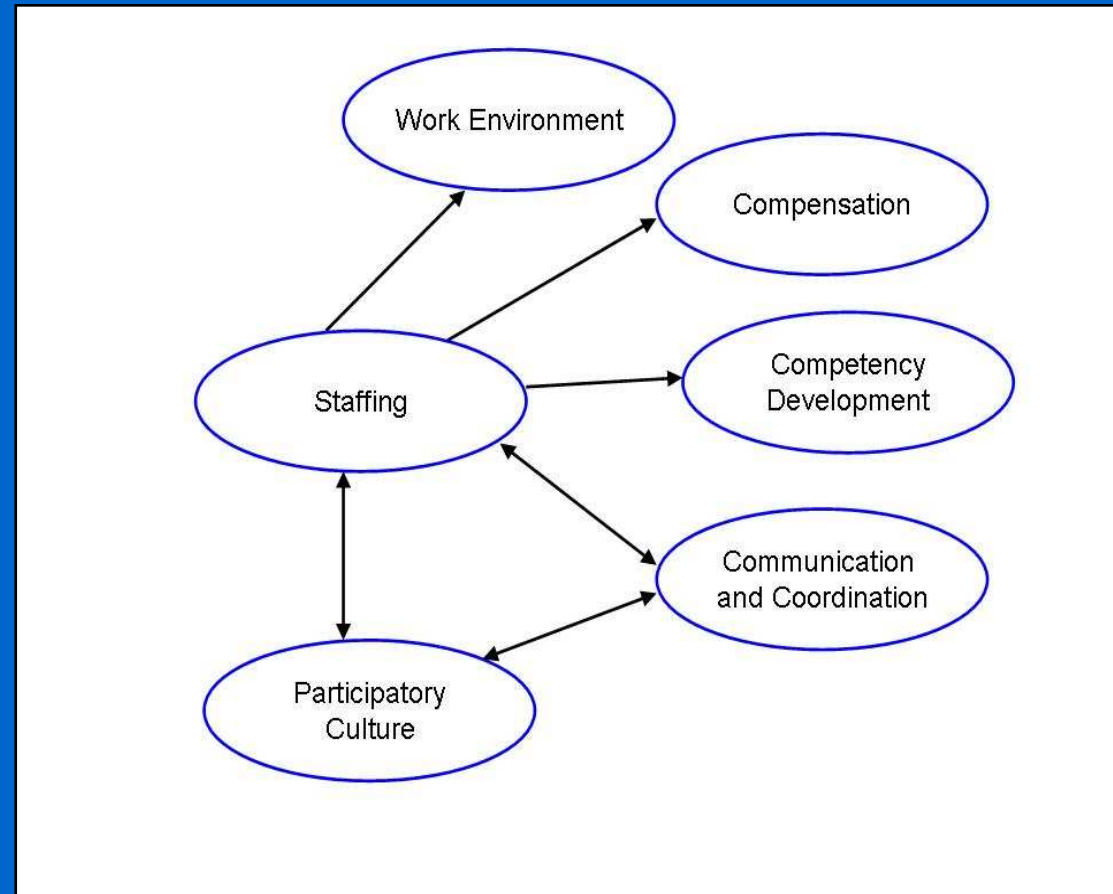 Work Environment
Compensation
Competency
Development
Staffing
Communication
and Coordination
Participatory
Culture